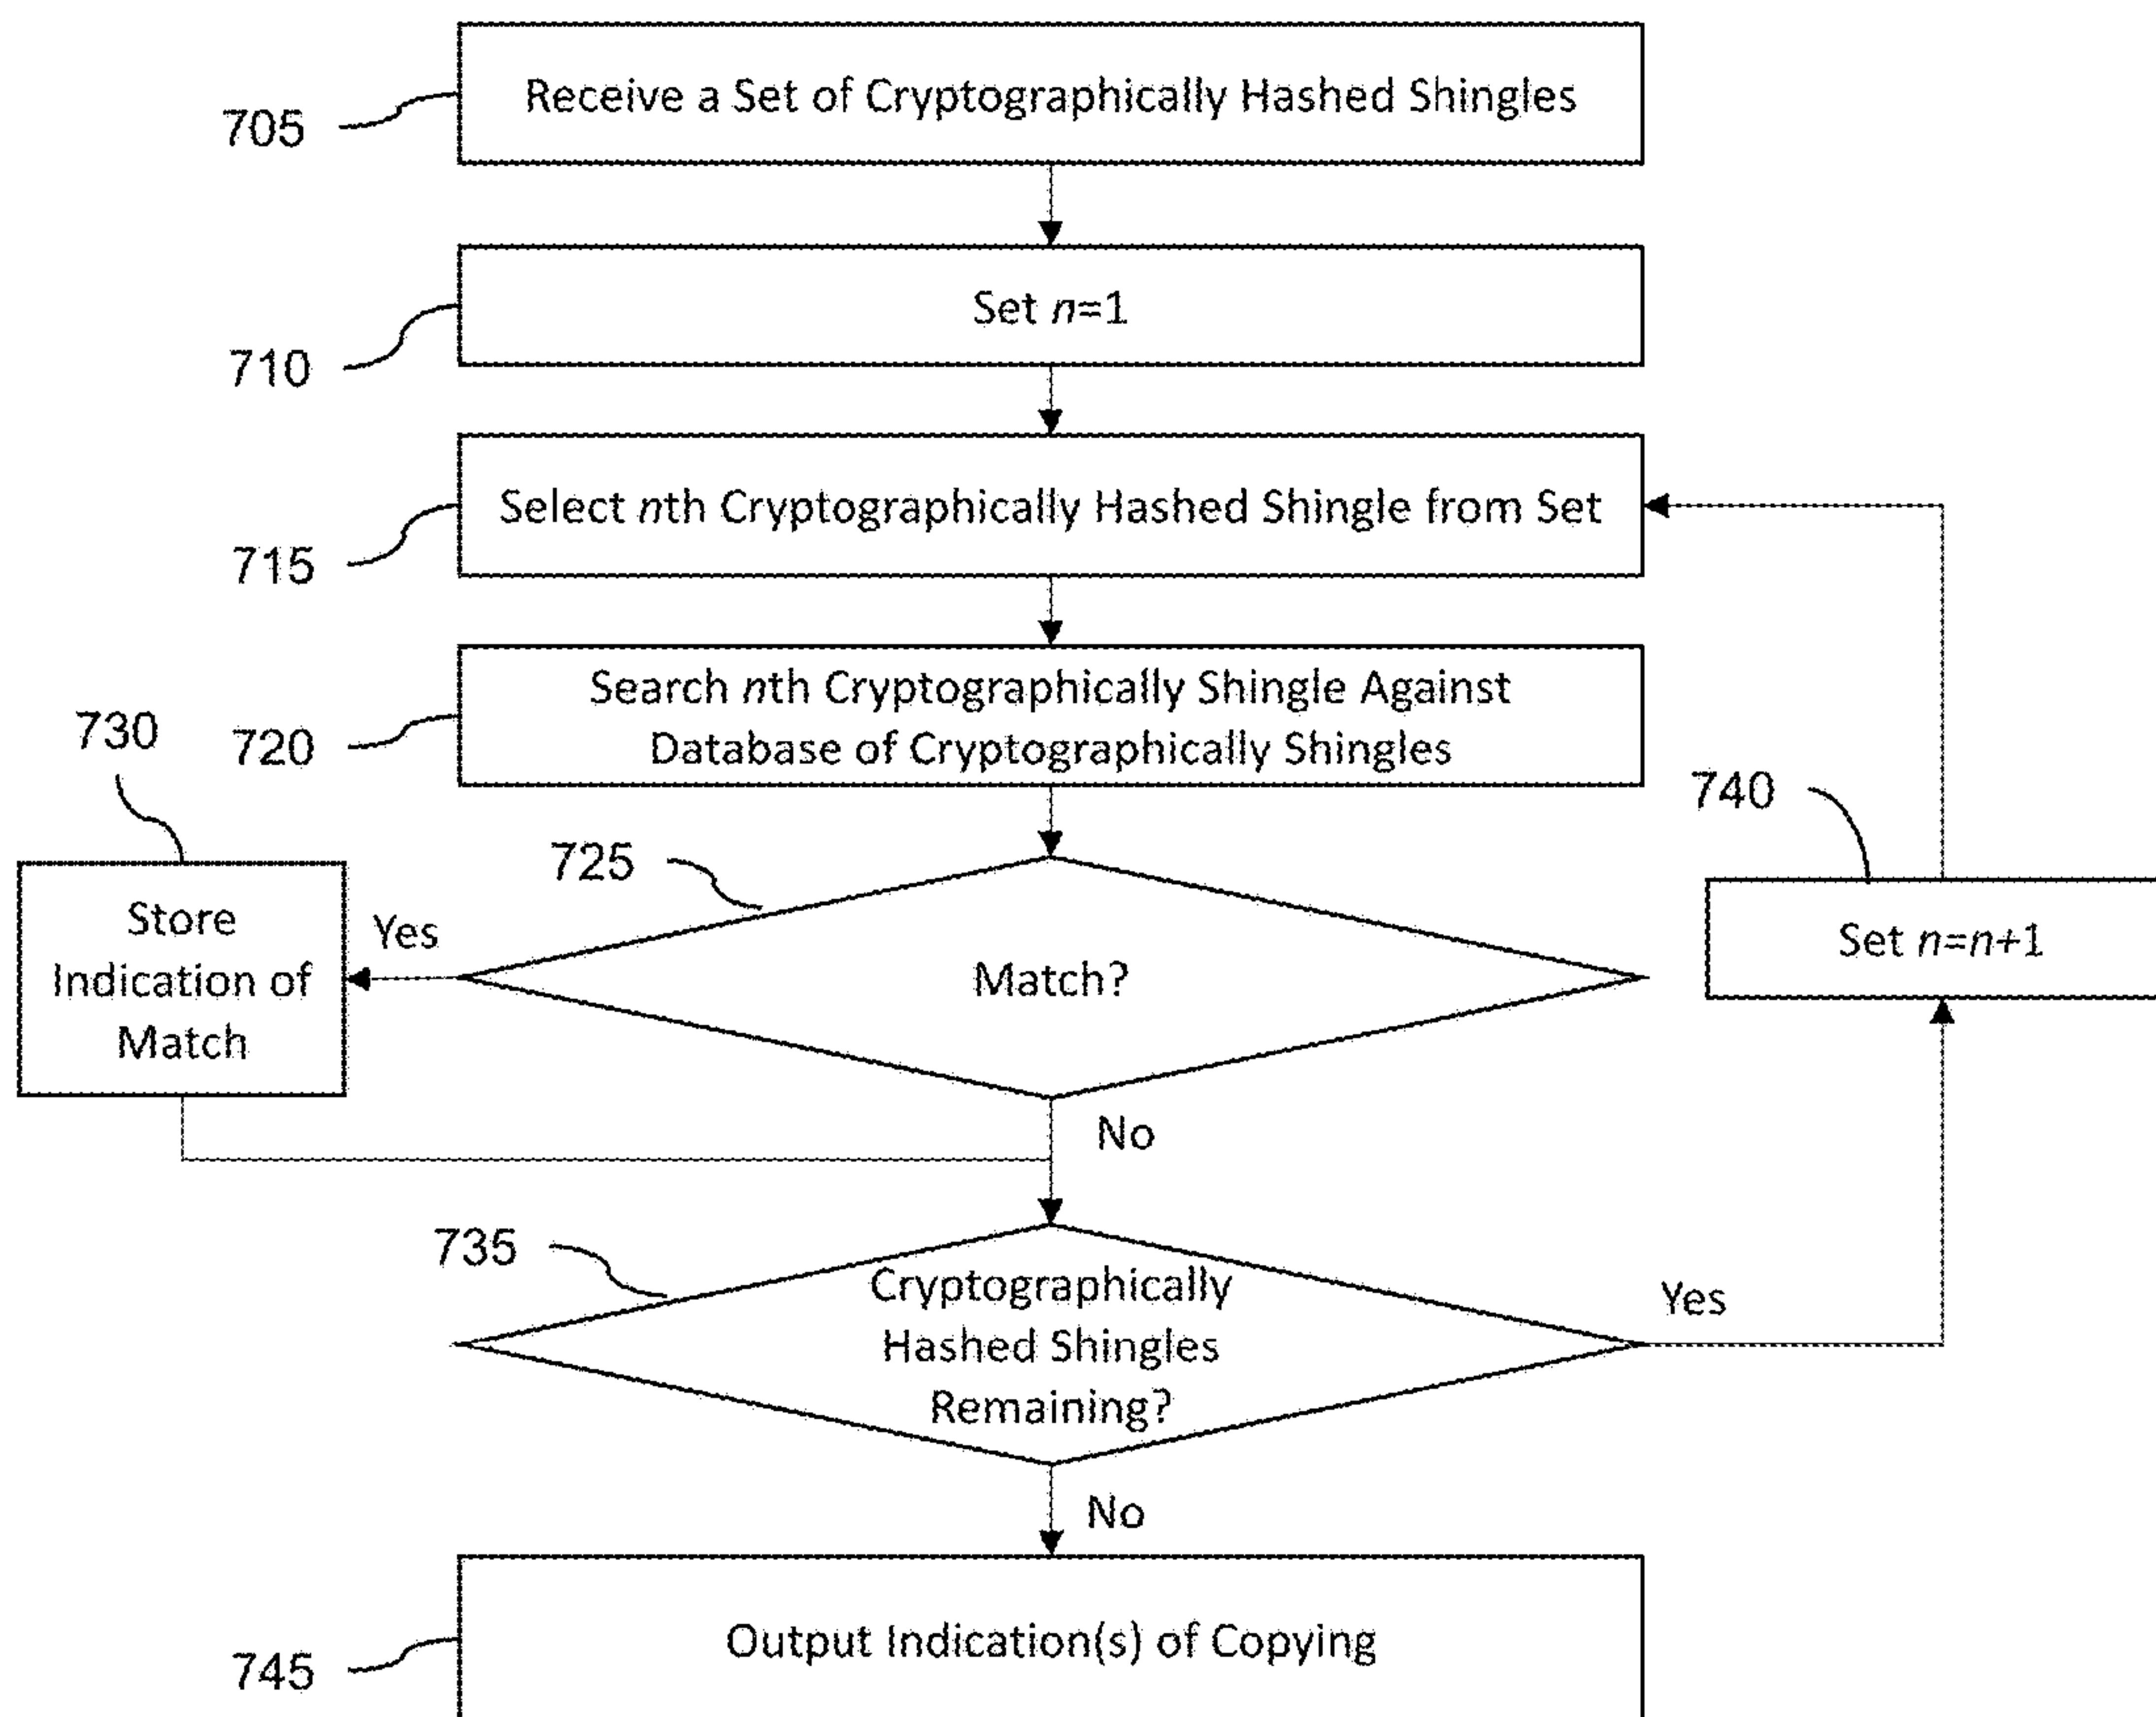 705
Receive a Set of Cryptographically Hashed Shingles
710
Set n=1
715
Select nth Cryptographically Hashed Shingle from Set
720
Search nth Cryptographically Shingle Against
Database of Cryptographically Shingles
725
Match?
Yes
730
Store
Indication of
Match
No
735
Cryptographically
Hashed Shingles
Remaining?
Yes
740
Set n=n+1
No
745
Output Indication(s) of Copying